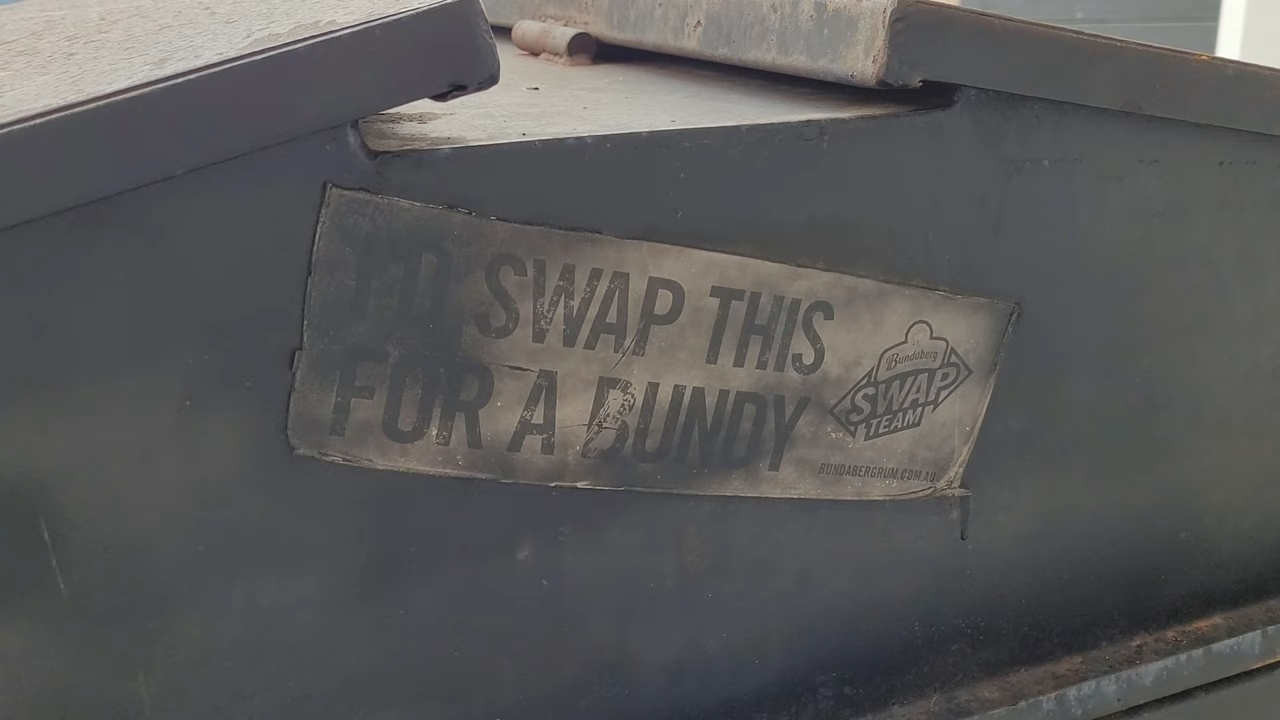 I'D SWAP THIS
FOR A BUNDY
Bundaberg
SWAP
TEAM
BUNDABERGRUM.COM.AU